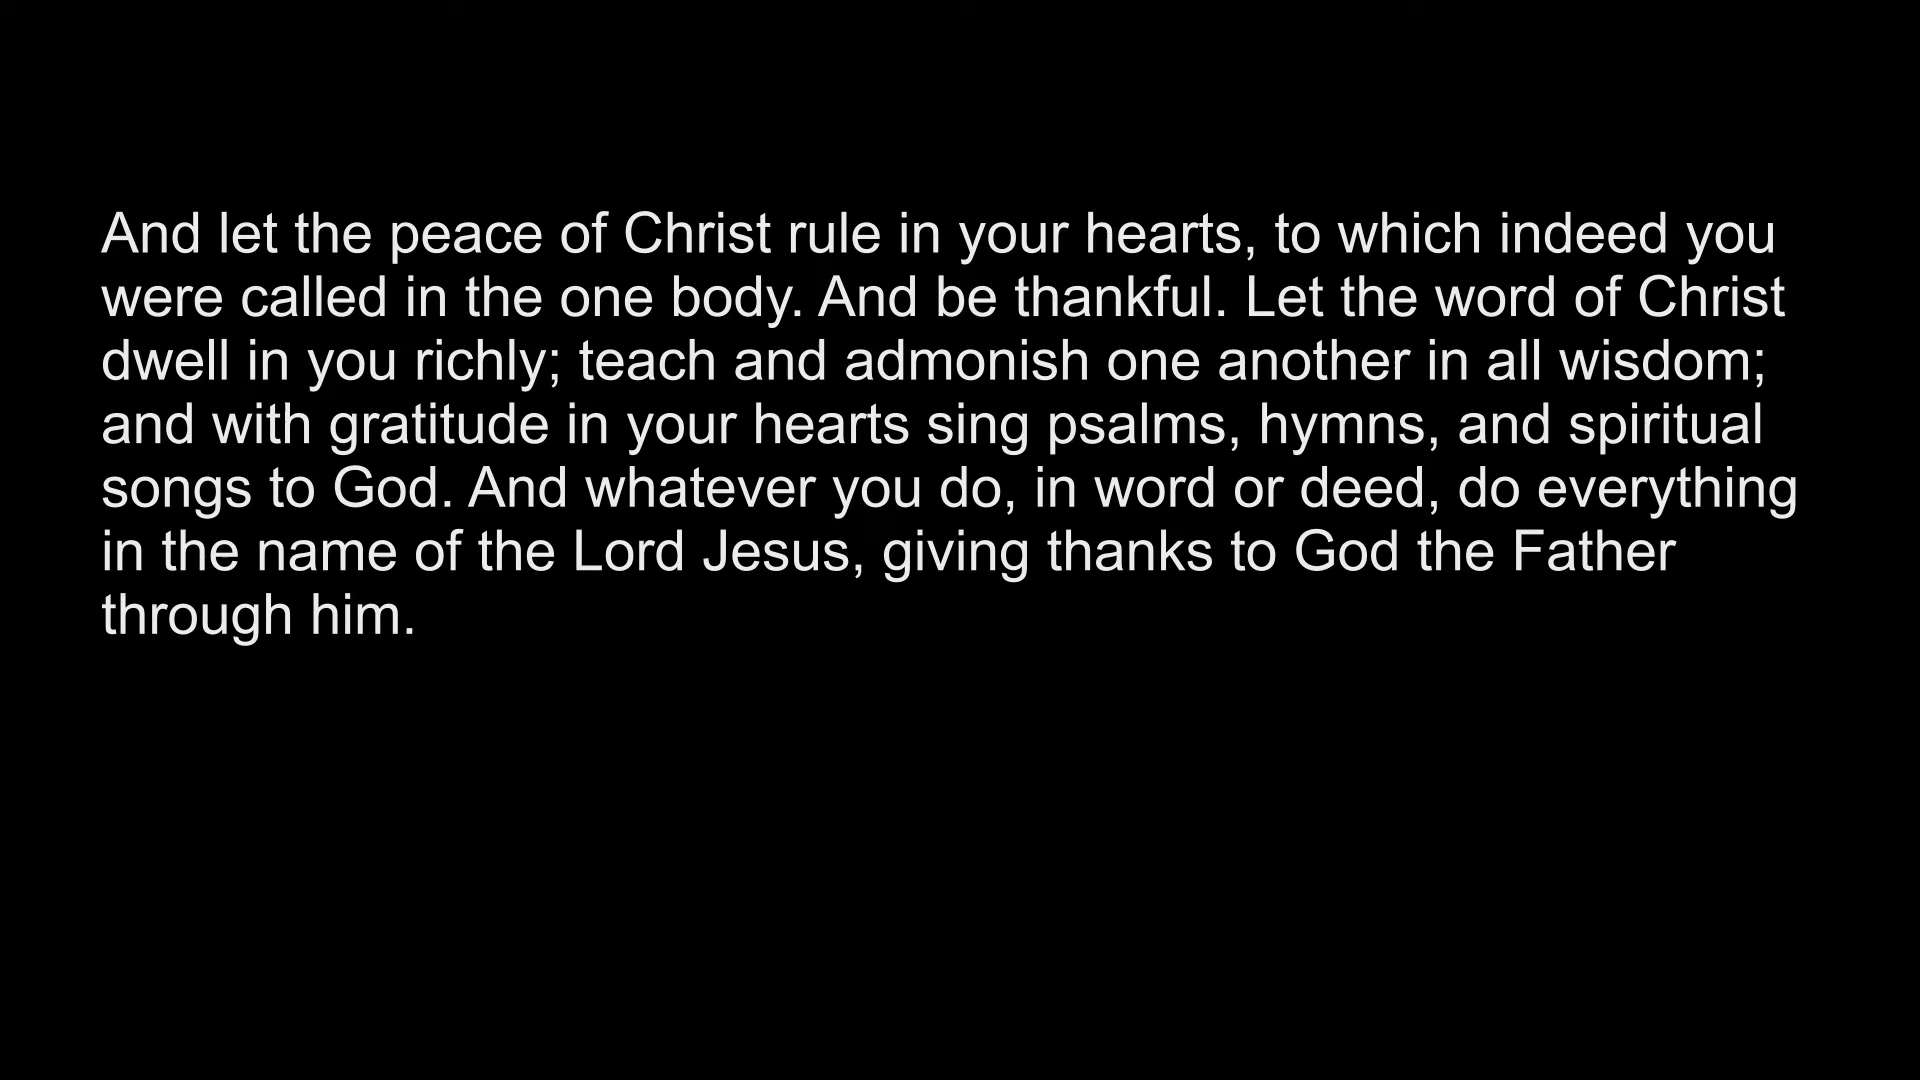 And let the peace of Christ rule in your hearts, to which indeed you
were called in the one body. And be thankful. Let the word of Christ
dwell in you richly; teach and admonish one another in all wisdom;
and with gratitude in your hearts sing psalms, hymns, and spiritual
songs to God. And whatever you do, in word or deed, do everything
in the name of the Lord Jesus, giving thanks to God the Father
through him.